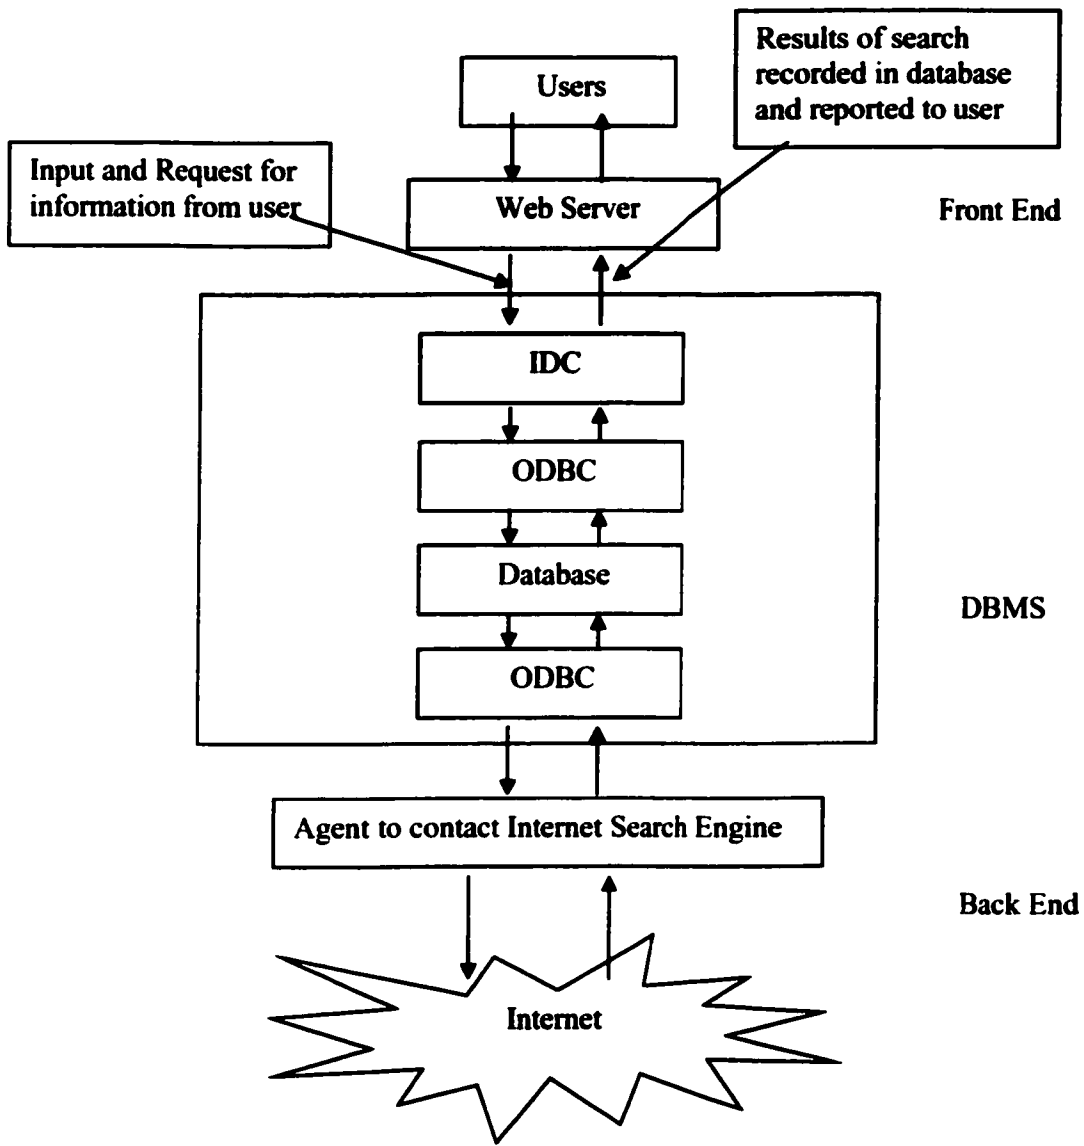 Results of search
recorded in database
and reported to user
Users
Input and Request for
information from user
Web Server
Front End
IDC
ODBC
Database
DBMS
ODBC
Agent to contact Internet Search Engine
Back End
Internet